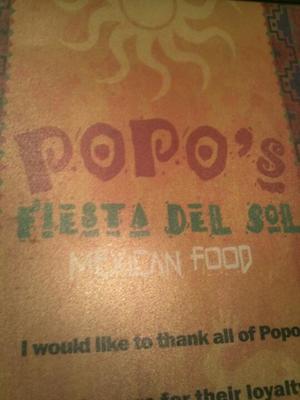 POPO's
FIESTA DEL SOL
MEXICAN FOOD
I would like to thank all of Popo
for their loyalty